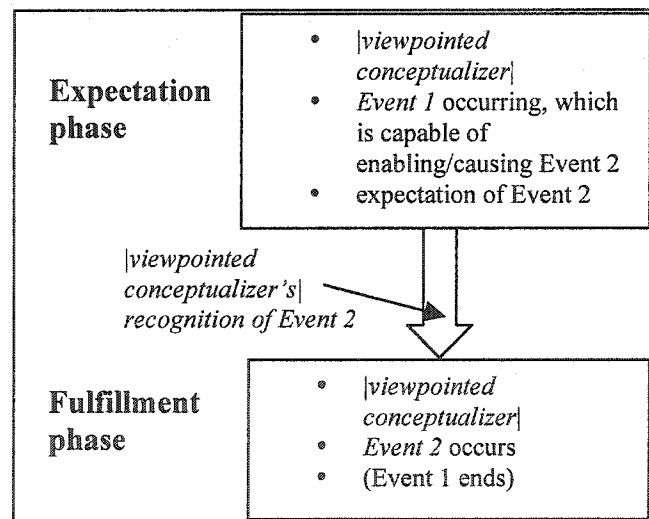 Expectation
phase
• |viewpointed
conceptualizer|
• Event 1 occurring, which
is capable of
enabling/causing Event 2
• expectation of Event 2
|viewpointed
conceptualizer's|
recognition of Event 2
Fulfillment
phase
• |viewpointed
conceptualizer|
• Event 2 occurs
• (Event 1 ends)